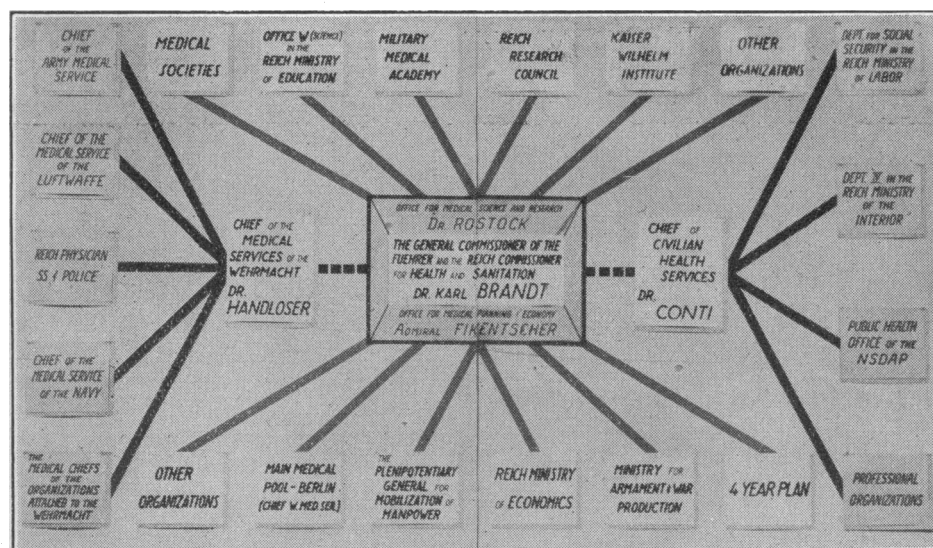 CHIEF
OF THE
ARMY MEDICAL
SERVICE
MEDICAL
SOCIETIES
OFFICE W (SCIENCE)
IN THE
REICH MINISTRY
OF EDUCATION
MILITARY
MEDICAL
ACADEMY
REICH
RESEARCH
COUNCIL
KAISER
WILHELM
INSTITUTE
OTHER
ORGANIZATIONS
DEPT FOR SOCIAL
SECURITY IN THE
REICH MINISTRY
OF LABOR
CHIEF OF THE
MEDICAL SERVICE
OF THE
LUFTWAFFE
REICH PHYSICIAN
SS & POLICE
CHIEF OF THE
MEDICAL SERVICE
OF THE NAVY
CHIEF OF THE
MEDICAL
SERVICES OF
THE
WEHRMACHT
DR.
HANDLOSER
OFFICE FOR MEDICAL SCIENCE AND RESEARCH
DR ROSTOCK
THE GENERAL COMMISSIONER OF THE
FUEHRER AND THE REICH COMMISSIONER
FOR HEALTH AND SANITATION
DR. KARL BRANDT
OFFICE FOR MEDICAL PLANNING & ECONOMY
ADMIRAL FIKENTSCHER
CHIEF OF
CIVILIAN
HEALTH
SERVICES
DR.
CONTI
DEPT. IV IN THE
REICH MINISTRY
OF THE
INTERIOR
PUBLIC HEALTH
OFFICE OF THE
NSDAP
THE
MEDICAL CHIEFS
OF THE
ORGANIZATIONS
ATTACHED TO THE
WEHRMACHT
OTHER
ORGANIZATIONS
MAIN MEDICAL
POOL-BERLIN
(CHIEF W.MED.SER.)
THE
PLENIPOTENTIARY
GENERAL FOR
MOBILIZATION OF
MANPOWER
REICH MINISTRY
OF ECONOMICS
MINISTRY FOR
ARMAMENT & WAR
PRODUCTION
4 YEAR PLAN
PROFESSIONAL
ORGANIZATIONS